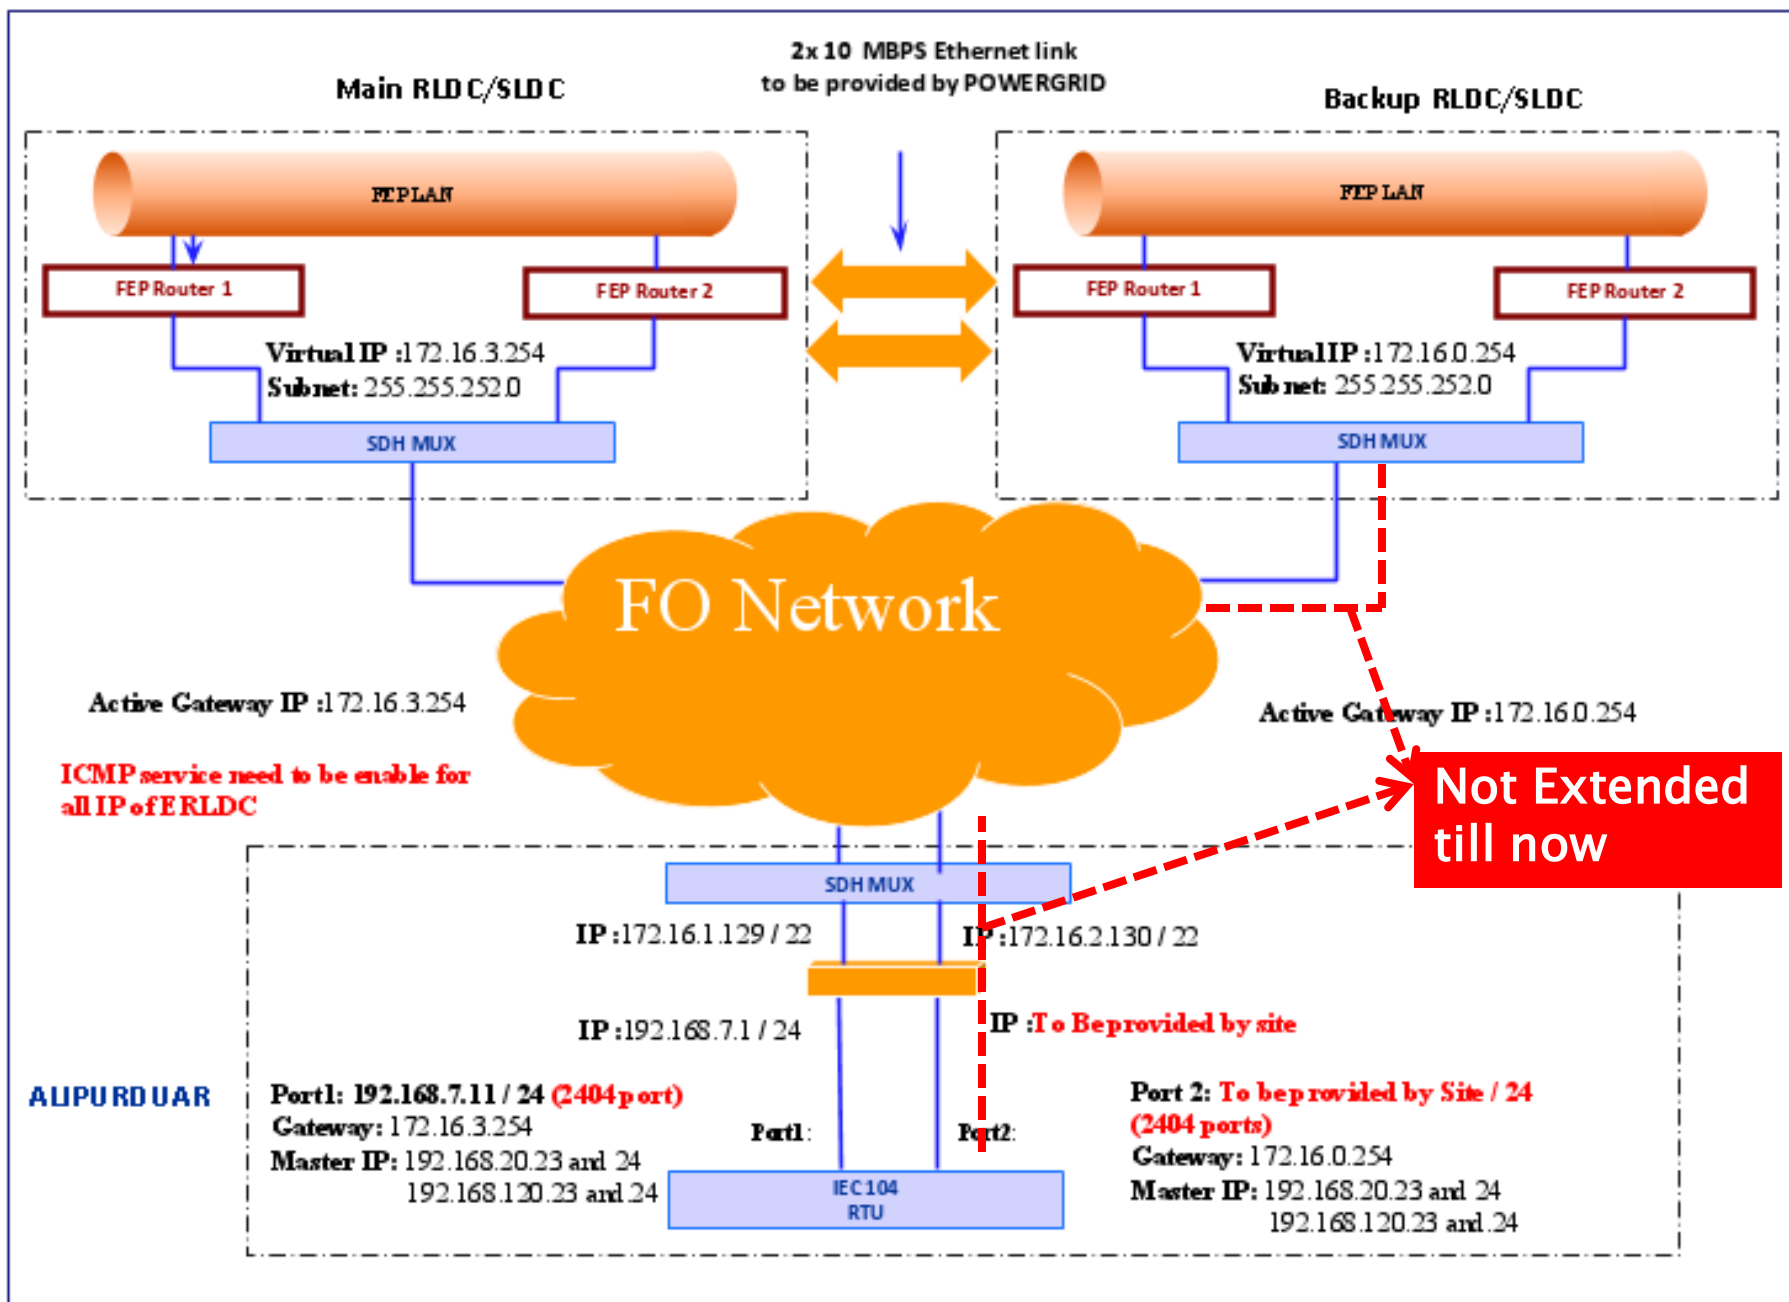 2x 10 MBPS Ethernet link
to be provided by POWERGRID
Main RLDC/SLDC
Backup RLDC/SLDC
FEP LAN
FEP LAN
FEP Router 1
FEP Router 2
FEP Router 1
FEP Router 2
Virtual IP :172.16.3.254
Subnet: 255.255.252.0
Virtual IP :172.16.0.254
Subnet: 255.255.252.0
SDH MUX
SDH MUX
FO Network
Active Gateway IP :172.16.3.254
Active Gateway IP :172.16.0.254
ICMP service need to be enable for
all IP of ERLDC
Not Extended
till now
SDH MUX
IP :172.16.1.129 / 22
IP :172.16.2.130 / 22
IP :192.168.7.1 / 24
IP :To Be provided by site
ALIPURDUAR
Port1: 192.168.7.11 / 24 (2404 port)
Gateway: 172.16.3.254
Master IP: 192.168.20.23 and 24
192.168.120.23 and .24
Port1:
Port2:
Port 2: To be provided by Site / 24
(2404 ports)
Gateway: 172.16.0.254
Master IP: 192.168.20.23 and 24
192.168.120.23 and .24
IEC 104
RTU